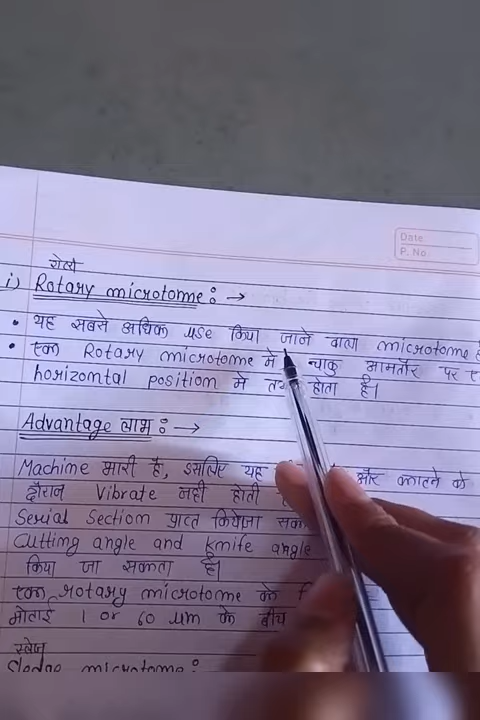 Date
P. No.
रोटरी
i) Rotary microtome : →
• यह सबसे अधिक use किया जाने वाला microtome है
• एक Rotary microtome में चाकू आमतौर पर
horizontal position में होता है।
Advantage लाभ : →
Machine भारी है, इसलिए यह और काटने के
दौरान Vibrate नहीं होती
Serial Section प्राप्त किये जा
Cutting angle and knife angle
किया जा सकता है।
एक rotary microtome की
मोटाई 1 or 60 µm के बीच
स्लेज
Sledge microtome :